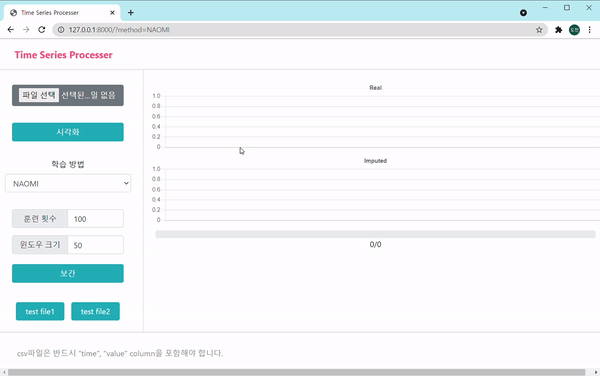 Time Series Processer
127.0.0.1:8000/?method=NAOMI
Time Series Processer
파일 선택 선택된...일 없음
시각화
학습 방법
NAOMI
훈련 횟수 100
윈도우 크기 50
보간
test file1 test file2
Real
1.0
0.8
0.6
0.4
0.2
0
Imputed
1.0
0.8
0.6
0.4
0.2
0
0/0
csv파일은 반드시 "time", "value" column을 포함해야 합니다.